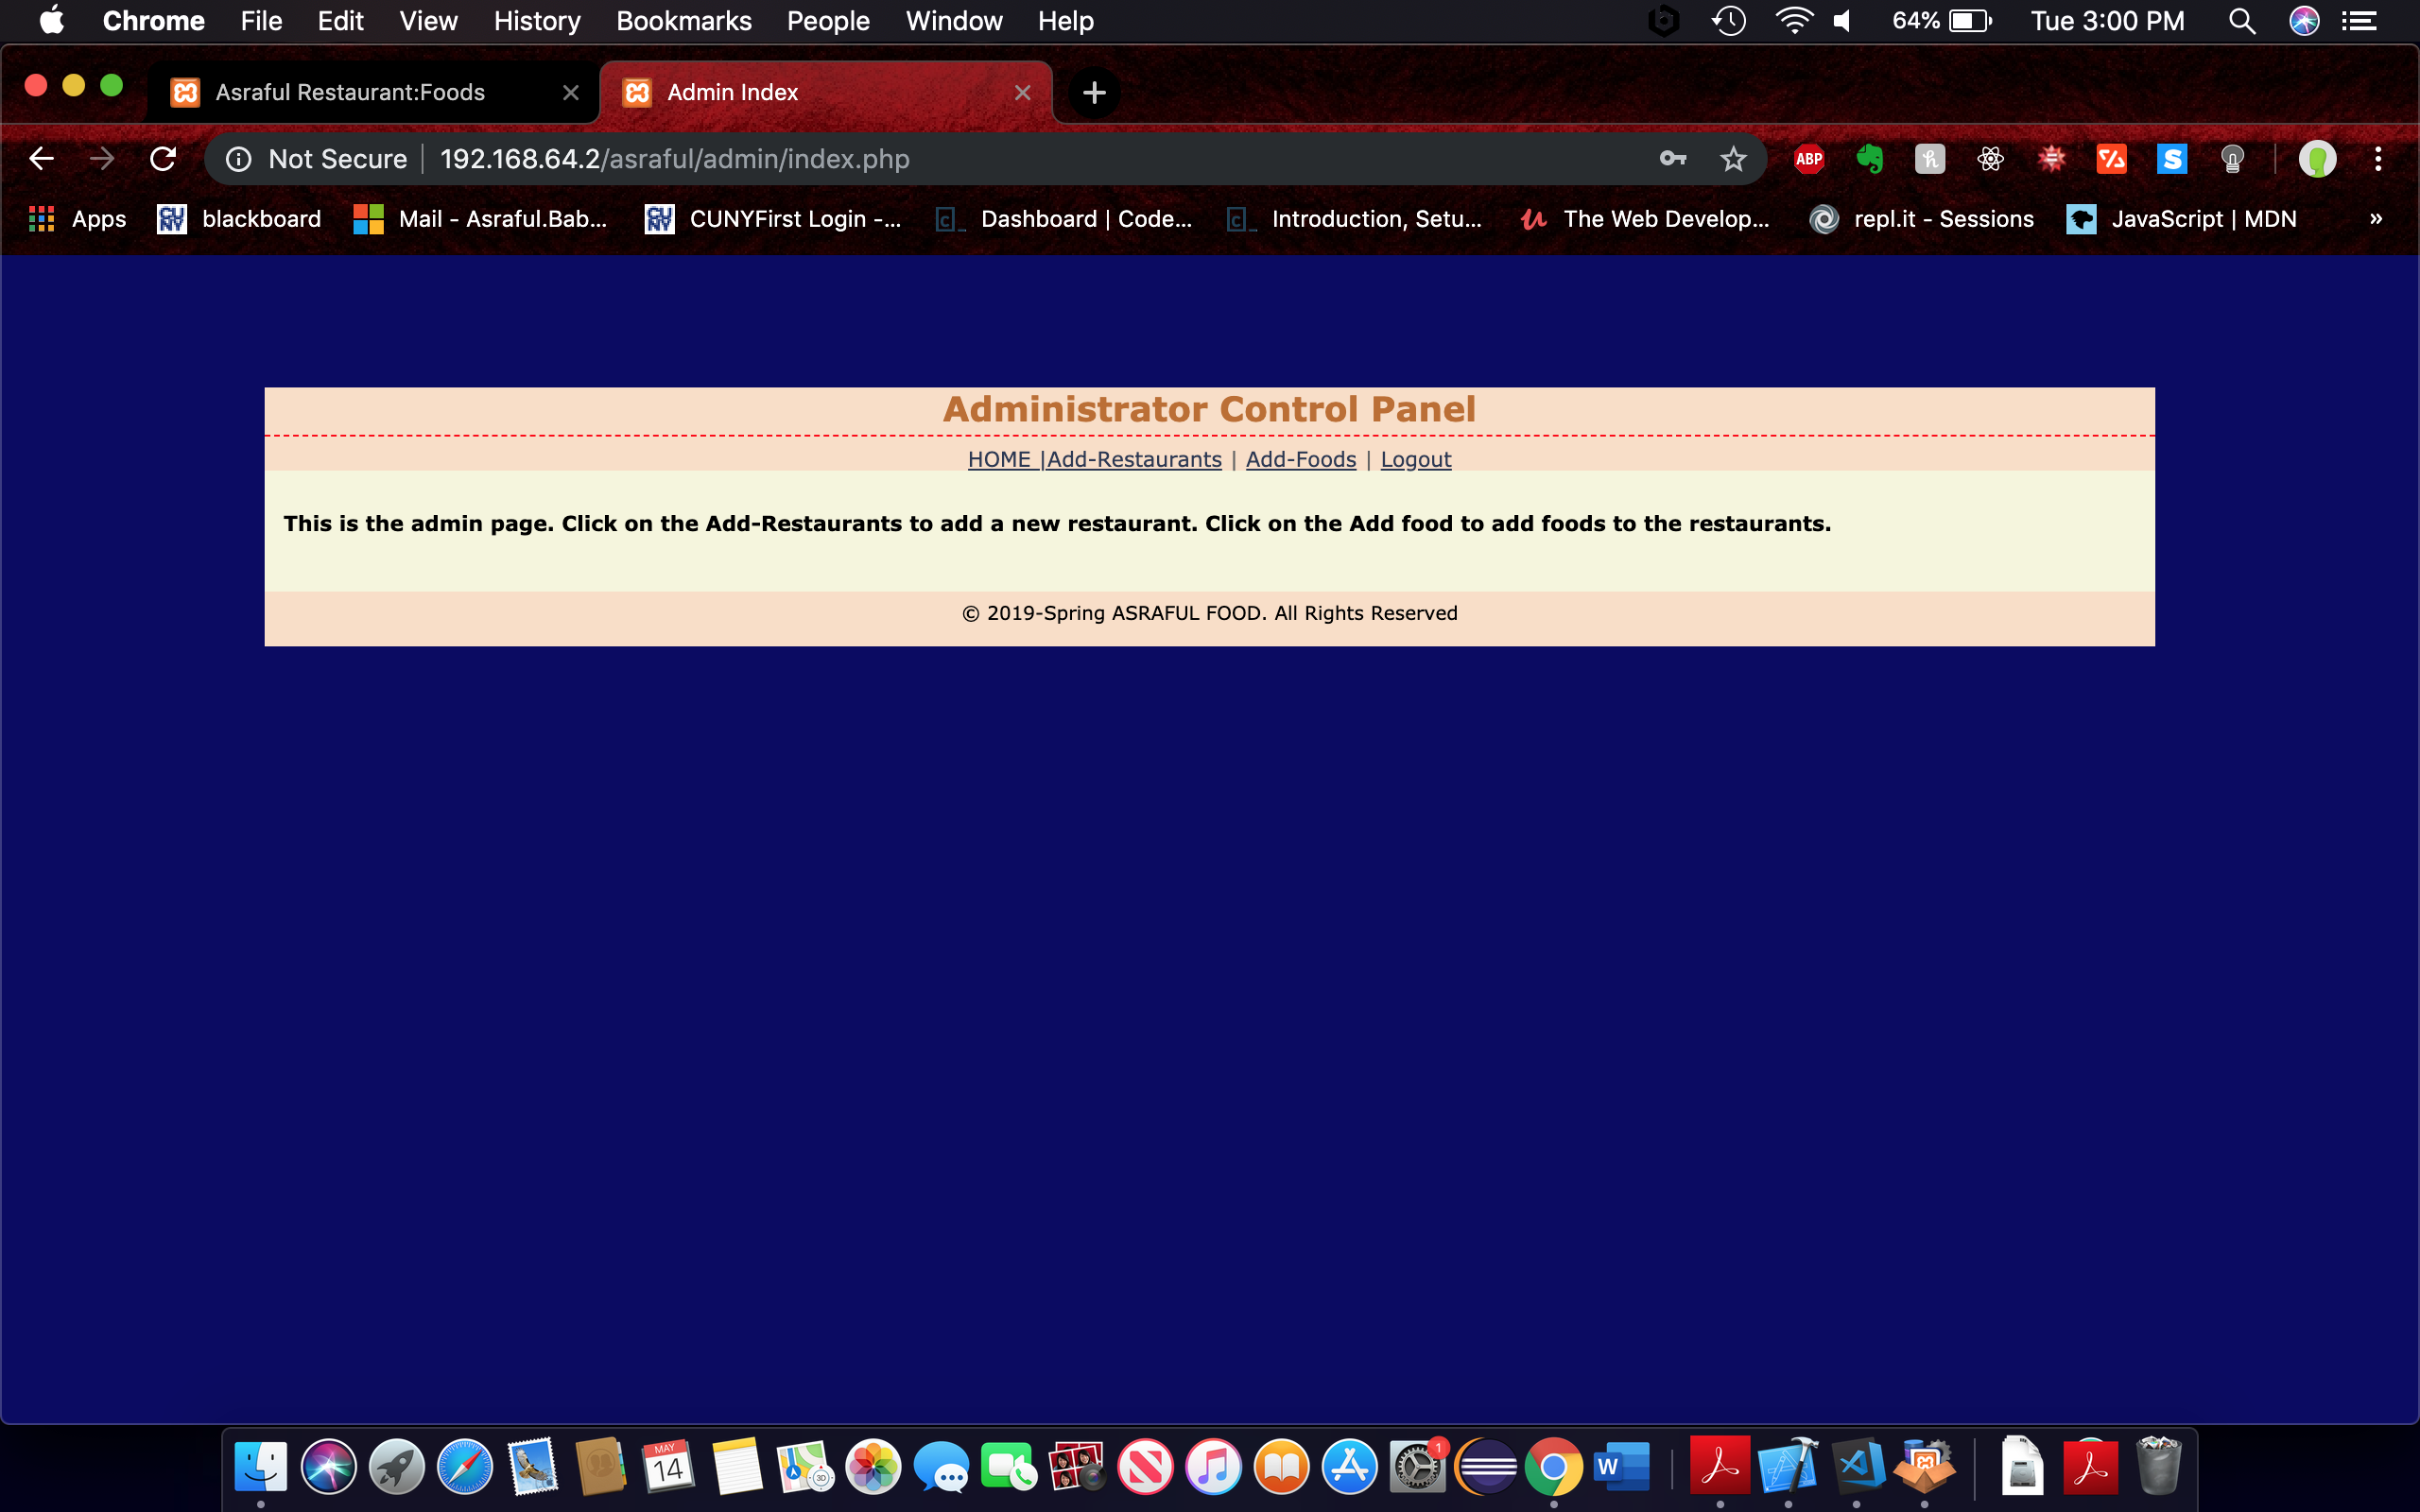 Chrome File Edit View History Bookmarks People Window Help 64% Tue 3:00 PM
Asraful Restaurant:Foods Admin Index
Not Secure 192.168.64.2/asraful/admin/index.php ABP
Apps blackboard Mail - Asraful.Bab... CUNYFirst Login -... Dashboard | Code... Introduction, Setu... The Web Develop... repl.it - Sessions JavaScript | MDN »
Administrator Control Panel
HOME |Add-Restaurants | Add-Foods | Logout
This is the admin page. Click on the Add-Restaurants to add a new restaurant. Click on the Add food to add foods to the restaurants.
© 2019-Spring ASRAFUL FOOD. All Rights Reserved
MAY
14
3D
1
W